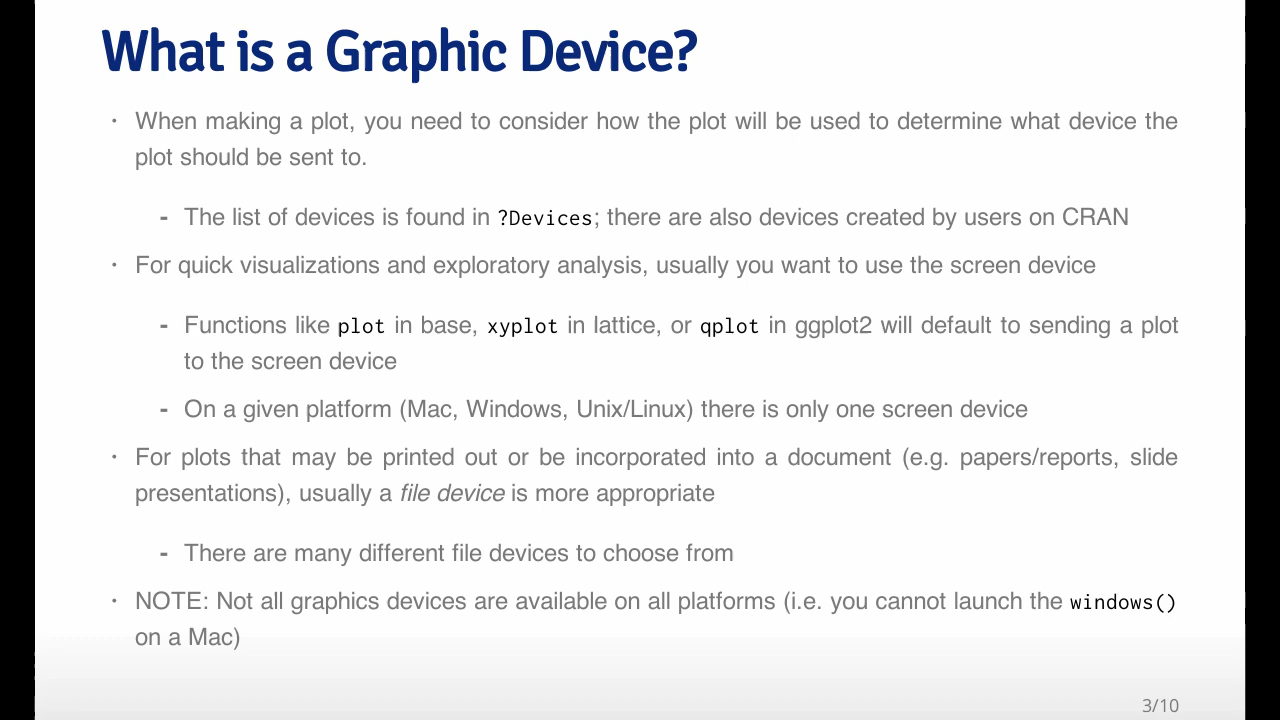 What is a Graphic Device?
· When making a plot, you need to consider how the plot will be used to determine what device the
plot should be sent to.
- The list of devices is found in ?Devices; there are also devices created by users on CRAN
· For quick visualizations and exploratory analysis, usually you want to use the screen device
- Functions like plot in base, xyplot in lattice, or qplot in ggplot2 will default to sending a plot
to the screen device
- On a given platform (Mac, Windows, Unix/Linux) there is only one screen device
· For plots that may be printed out or be incorporated into a document (e.g. papers/reports, slide
presentations), usually a file device is more appropriate
- There are many different file devices to choose from
· NOTE: Not all graphics devices are available on all platforms (i.e. you cannot launch the windows()
on a Mac)
3/10